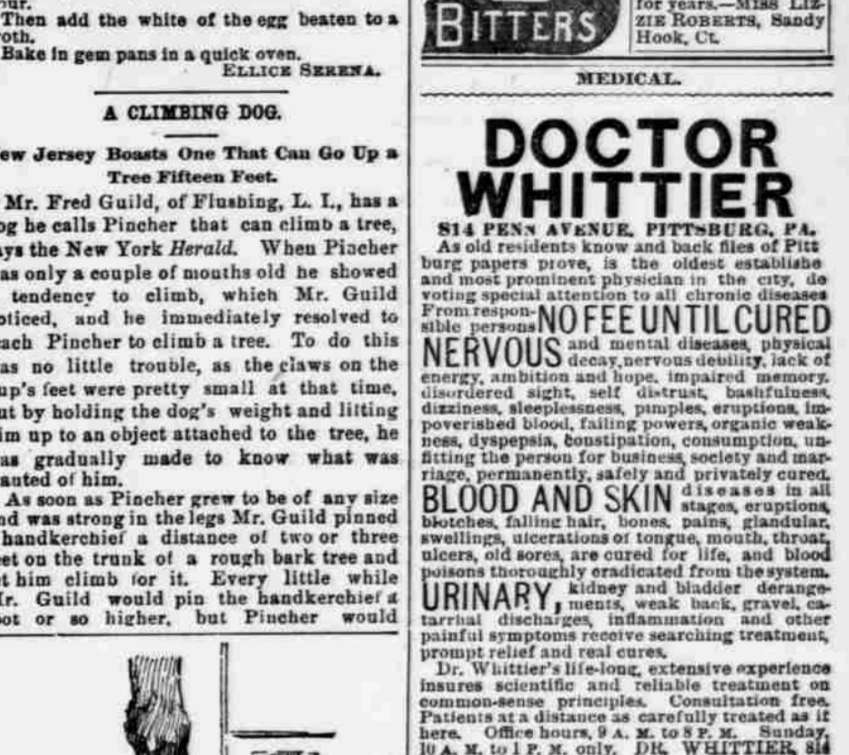 Then add the white of the egg beaten to a
Bake in gem pans in a quick oven.
ELLICE SERENA.
A CLIMBING DOG.
ew Jersey Boasts One That Can Go Up a
Tree Fifteen Feet.
Mr. Fred Guild, of Flushing, L. I., has a
og he calls Pincher that can climb a tree,
ays the New York Herald. When Pincher
as only a couple of months old he showed
tendency to climb, which Mr. Guild
oticed, and he immediately resolved to
ach Pincher to climb a tree. To do this
as no little trouble, as the claws on the
up's feet were pretty small at that time,
ut by holding the dog's weight and lifting
im up to an object attached to the tree, he
as gradually made to know what was
anted of him.
As soon as Pincher grew to be of any size
nd was strong in the legs Mr. Guild pinned
handkerchief a distance of two or three
eet on the trunk of a rough bark tree and
et him climb for it. Every little while
Mr. Guild would pin the handkerchief a
oot or so higher, but Pincher would
BITTERS
for years.—MISS LIZ-
ZIE ROBERTS, Sandy
Hook, Ct.
MEDICAL.
DOCTOR
WHITTIER
814 PENN AVENUE, PITTSBURG, PA.
As old residents know and back files of Pitt
burg papers prove, is the oldest establishe
and most prominent physician in the city, de
voting special attention to all chronic diseases
From respon-
sible persons NO FEE UNTIL CURED
NERVOUS and mental diseases, physical
decay, nervous debility, lack of
energy, ambition and hope, impaired memory,
disordered sight, self distrust, bashfulness,
dizziness, sleeplessness, pimples, eruptions, im-
poverished blood, failing powers, organic weak-
ness, dyspepsia, constipation, consumption, un-
fitting the person for business, society and mar-
riage, permanently, safely and privately cured.
BLOOD AND SKIN diseases in all
stages, eruptions,
blotches, falling hair, bones, pains, glandular,
swellings, ulcerations of tongue, mouth, throat,
ulcers, old sores, are cured for life, and blood
poisons thoroughly eradicated from the system.
URINARY, kidney and bladder derange-
ments, weak back, gravel, ca-
tarrhal discharges, inflammation and other
painful symptoms receive searching treatment,
prompt relief and real cures.
Dr. Whittier's life-long, extensive experience
insures scientific and reliable treatment on
common-sense principles. Consultation free.
Patients at a distance as carefully treated as if
here. Office hours, 9 A. M. to 8 P. M. Sunday,
10 A. M. to 1 P. M. only. DR. WHITTIER, 814